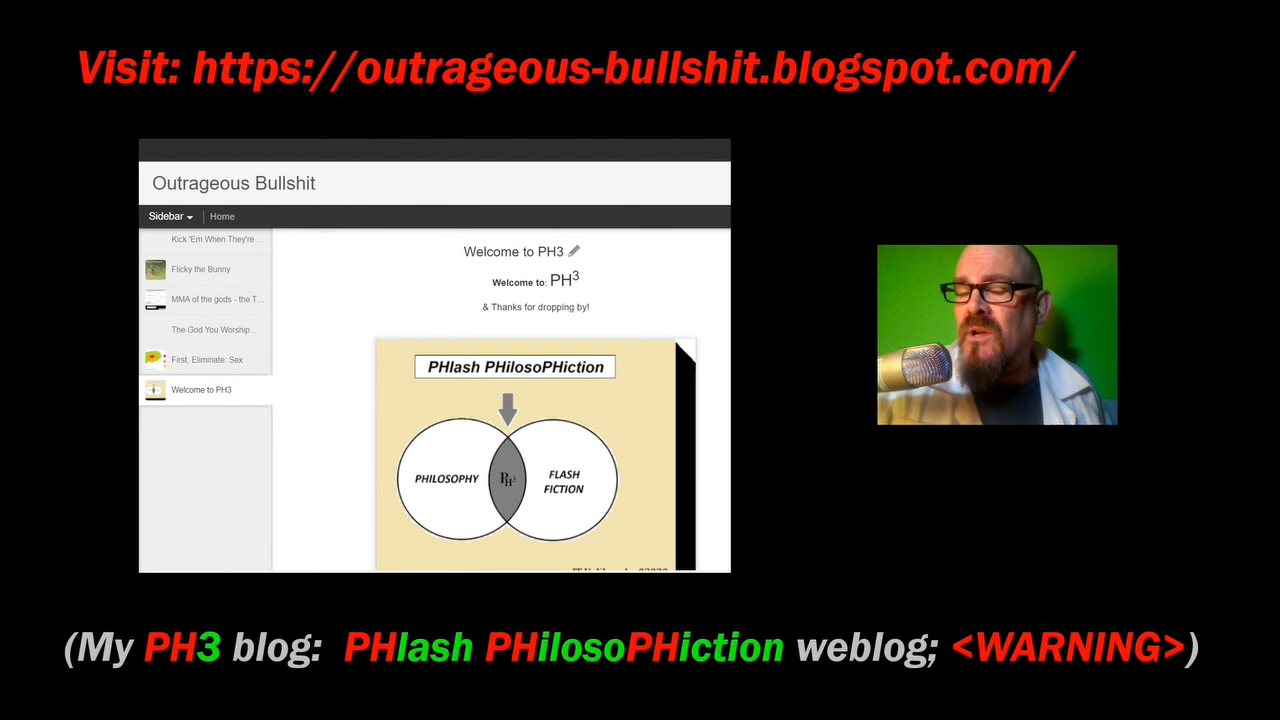 Visit: https://outrageous-bullshit.blogspot.com/
Outrageous Bullshit
Sidebar
Home
Kick 'Em When They're ...
Flicky the Bunny
MMA of the gods - the T...
The God You Worship...
First, Eliminate: Sex
Welcome to PH3
Welcome to PH3
Welcome to: PH3
& Thanks for dropping by!
PHlash PHilosoPHiction
PHILOSOPHY
PH3
FLASH
FICTION
(My PH3 blog: PHlash PHilosoPHiction weblog; <WARNING>)